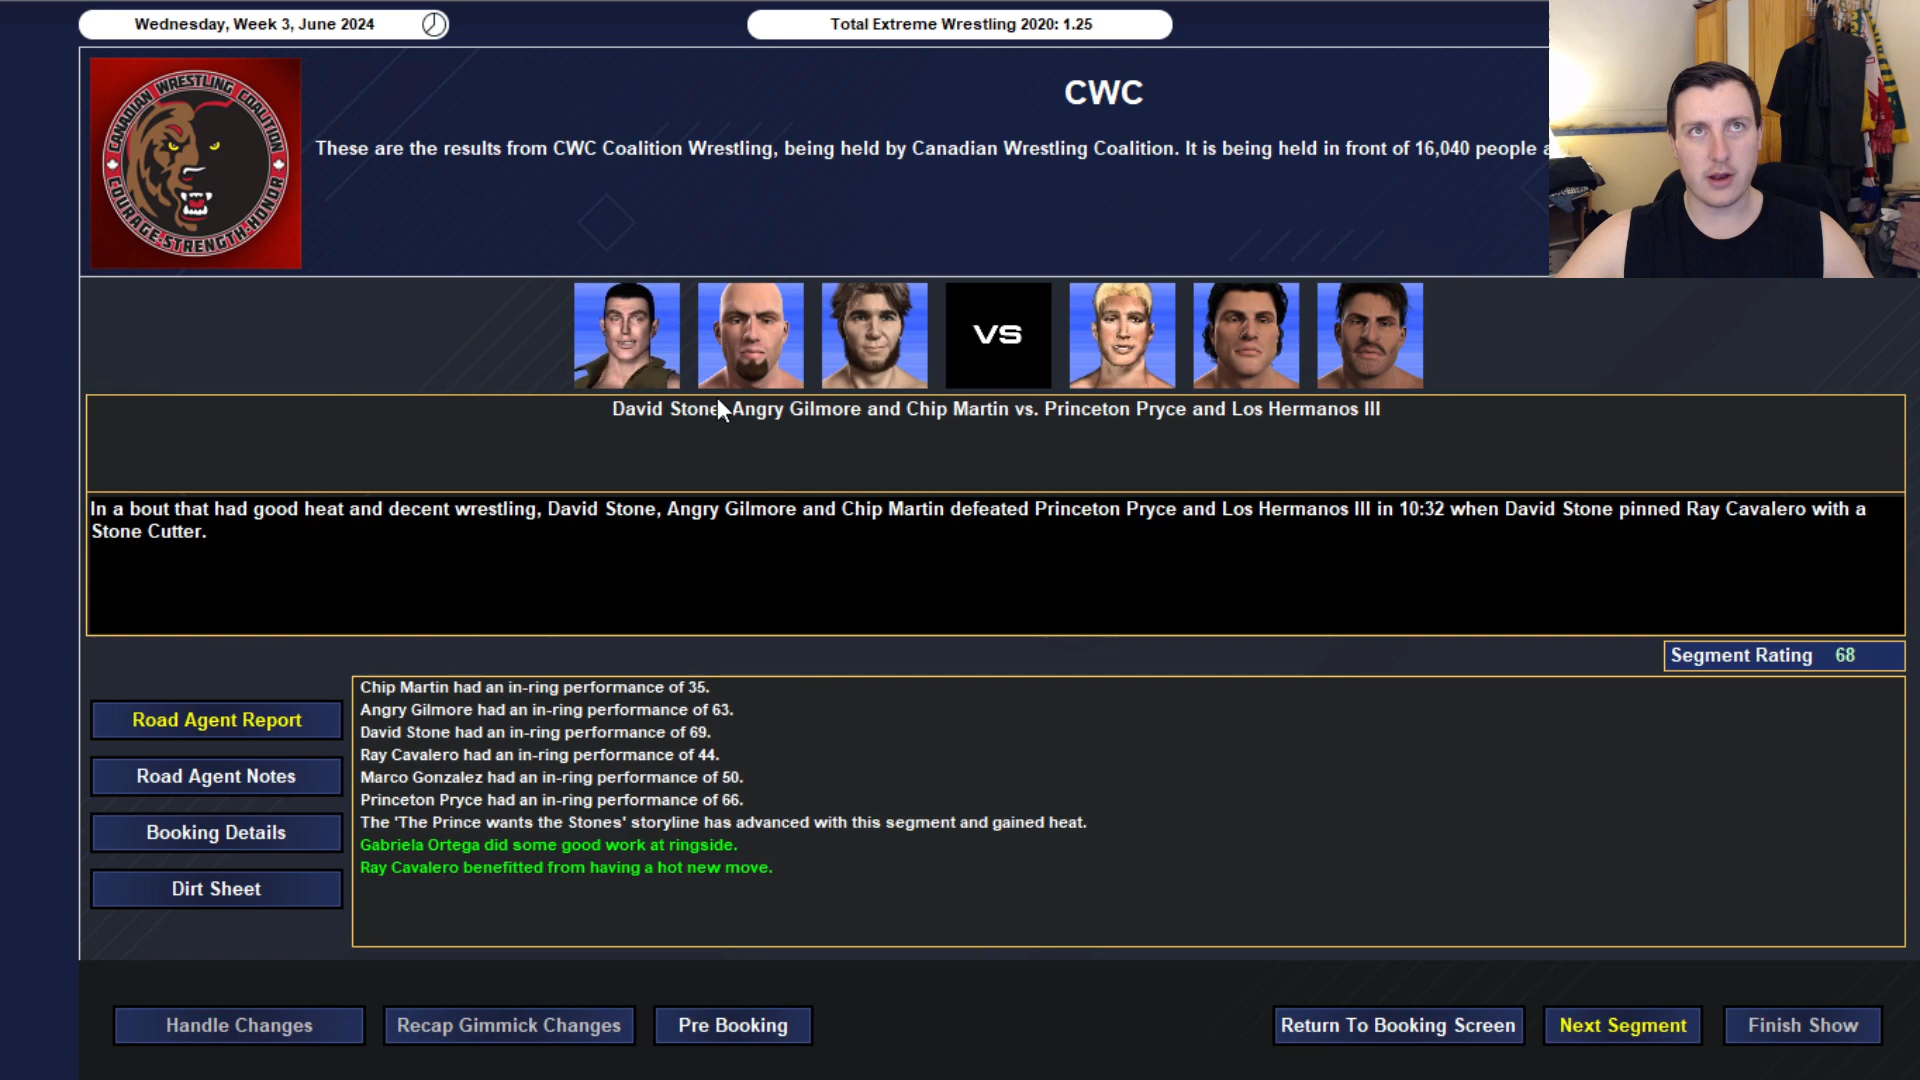 Wednesday, Week 3, June 2024
Total Extreme Wrestling 2020: 1.25
CANADIAN WRESTLING COALITION
COURAGE·STRENGTH·HONOR
CWC
These are the results from CWC Coalition Wrestling, being held by Canadian Wrestling Coalition. It is being held in front of 16,040 people
VS
David Stone, Angry Gilmore and Chip Martin vs. Princeton Pryce and Los Hermanos III
In a bout that had good heat and decent wrestling, David Stone, Angry Gilmore and Chip Martin defeated Princeton Pryce and Los Hermanos III in 10:32 when David Stone pinned Ray Cavalero with a
Stone Cutter.
Segment Rating 68
Road Agent Report
Road Agent Notes
Booking Details
Dirt Sheet
Chip Martin had an in-ring performance of 35.
Angry Gilmore had an in-ring performance of 63.
David Stone had an in-ring performance of 69.
Ray Cavalero had an in-ring performance of 44.
Marco Gonzalez had an in-ring performance of 50.
Princeton Pryce had an in-ring performance of 66.
The 'The Prince wants the Stones' storyline has advanced with this segment and gained heat.
Gabriela Ortega did some good work at ringside.
Ray Cavalero benefitted from having a hot new move.
Handle Changes
Recap Gimmick Changes
Pre Booking
Return To Booking Screen
Next Segment
Finish Show